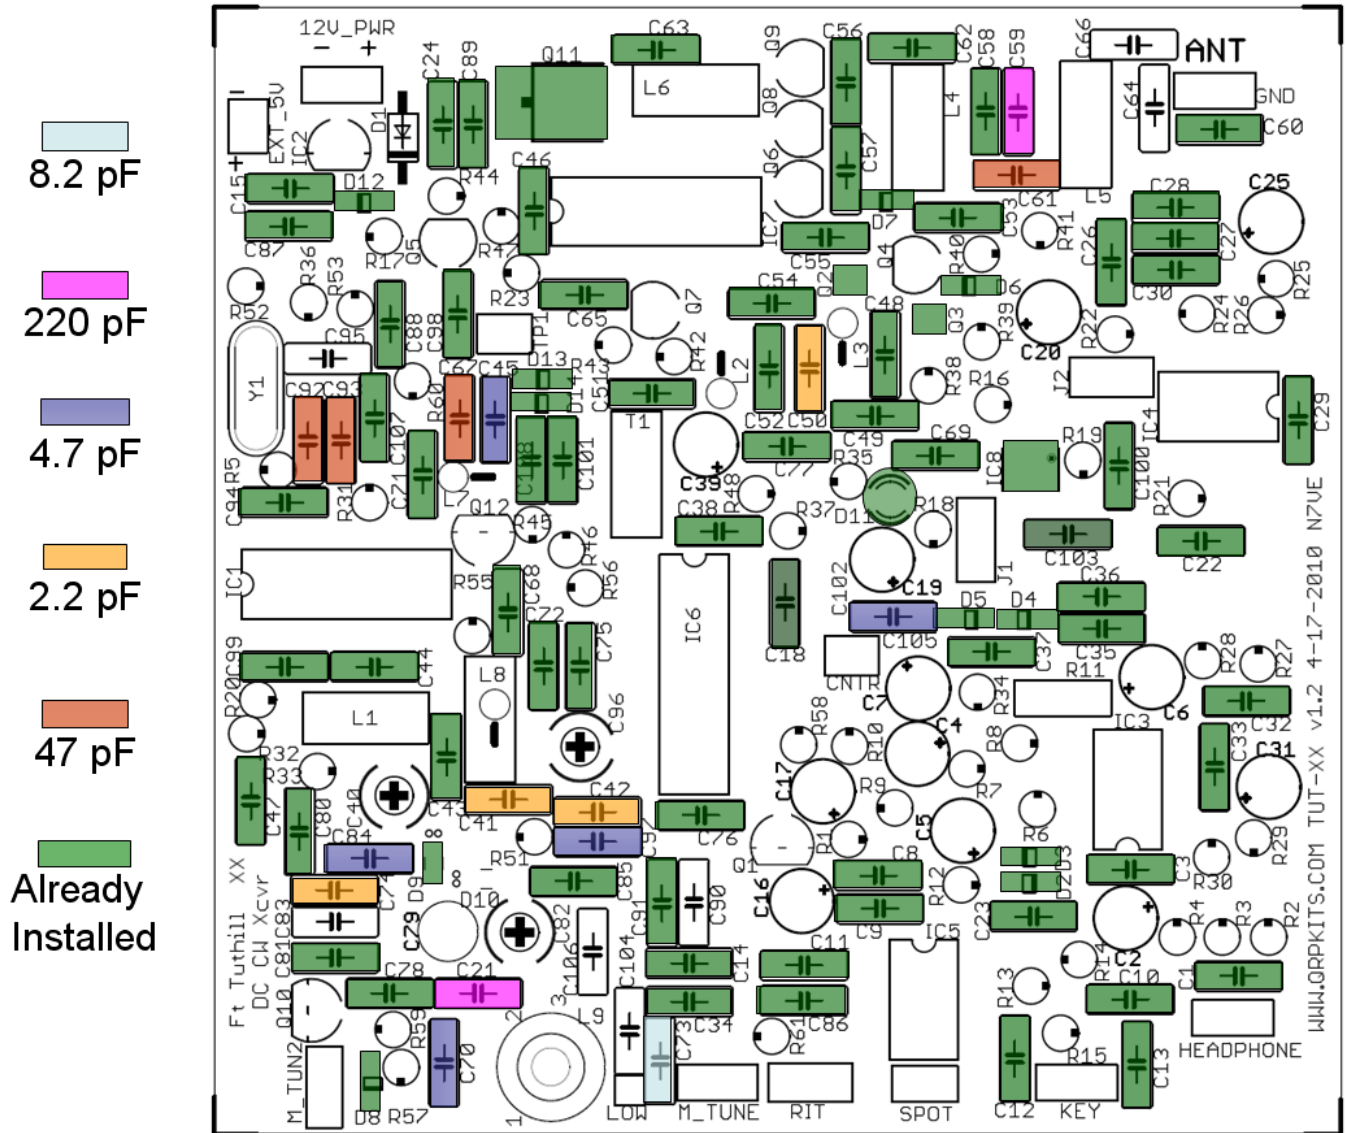 8.2 pF
220 pF
4.7 pF
2.2 pF
47 pF
Already
Installed
12V_PWR
- +
EXT_5V
- +
IC2
D1
C24
C89
Q11
C63
L6
Q9
Q8
Q6
C56
C57
C62
L4
C58
C59
C66
ANT
C64
GND
C60
C61
L5
C15
D12
C87
R44
C46
IC7
D7
C53
R41
C28
C25
C27
C26
C30
R25
R36
R53
R17
Q5
R47
R23
C65
Q7
C55
C54
Q2
Q4
R40
D6
C48
Q3
R39
C20
R22
R24
R26
R52
C95
C88
C98
TP1
R42
L2
L3
R38
R16
J2
IC4
C29
Y1
C92
C93
C107
R60
C67
C45
D13
R43
D14
C51
T1
C52
C50
C49
C77
C39
R35
C69
IC8
R19
C100
R21
R5
C94
R31
C71
L7
Q12
C108
C101
R45
R46
R48
C38
R37
D11
R18
J1
C103
C22
IC1
R55
C68
R56
C72
C75
IC6
C18
C102
C19
C105
D5
D4
C36
C35
C37
C99
C44
R20
L1
L8
C96
CNTR
C7
R34
R11
R28
R27
C6
C32
R32
R33
C47
C80
C40
C43
C41
C42
C97
C76
R58
R10
C4
C17
R9
R7
R8
IC3
C33
C31
C84
R51
C5
R6
R1
Q1
C8
R12
D3
D2
C3
R30
R29
C74
D9
D10
C83
C79
C82
C85
C91
C90
C16
C9
IC5
C23
C2
R4
R3
R2
C81
C78
C21
C106
C104
C14
C11
R14
R13
C10
C1
Q10
R59
C70
L9
C34
C73
C86
R61
R15
HEADPHONE
M_TUN2
D8
R57
1
2
3
LOW
M_TUNE
RIT
SPOT
C12
KEY
C13
Ft Tuthill XX
DC CW Xcvr
WWW.QRPKITS.COM TUT-XX v1.2 4-17-2010 N7VE